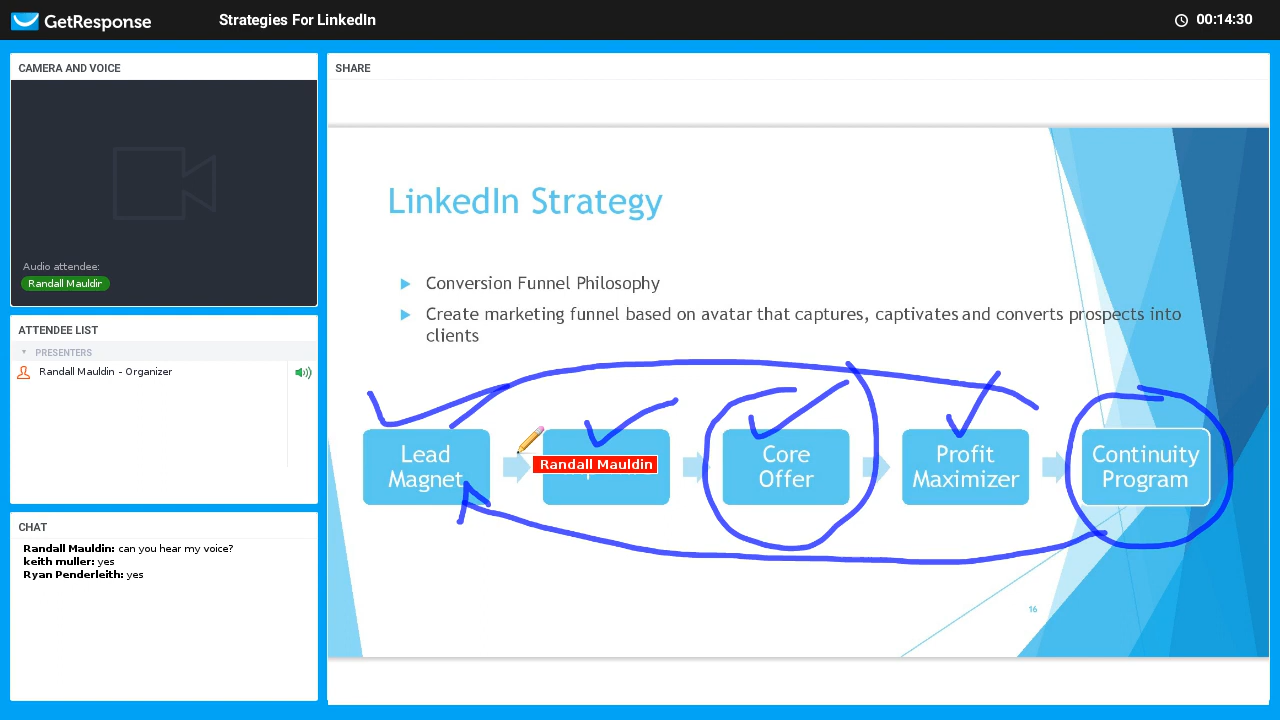 GetResponse
Strategies For LinkedIn
00:14:30
CAMERA AND VOICE
Audio attendee:
Randall Mauldin
ATTENDEE LIST
PRESENTERS
Randall Mauldin - Organizer
CHAT
Randall Mauldin: can you hear my voice?
keith muller: yes
Ryan Penderleith: yes
SHARE
LinkedIn Strategy
Conversion Funnel Philosophy
Create marketing funnel based on avatar that captures, captivates and converts prospects into
clients
Lead
Magnet
Randall Mauldin
Core
Offer
Profit
Maximizer
Continuity
Program
16